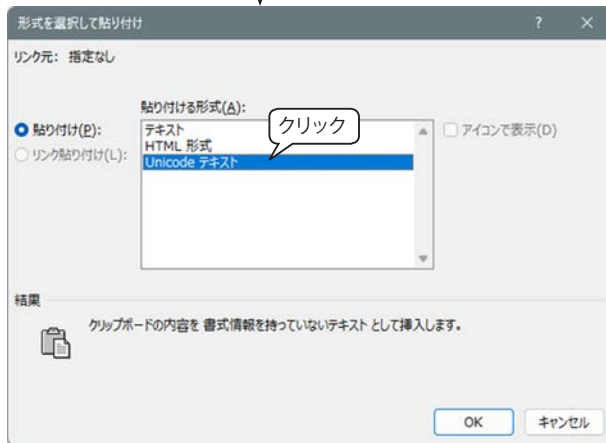 形式を選択して貼り付け ? ×
リンク元: 指定なし
貼り付ける形式(A):
貼り付け(P):
リンク貼り付け(L):
テキスト
HTML 形式
Unicode テキスト
クリック
アイコンで表示(D)
結果
クリップボードの内容を 書式情報を持っていないテキスト として挿入します。
OK キャンセル